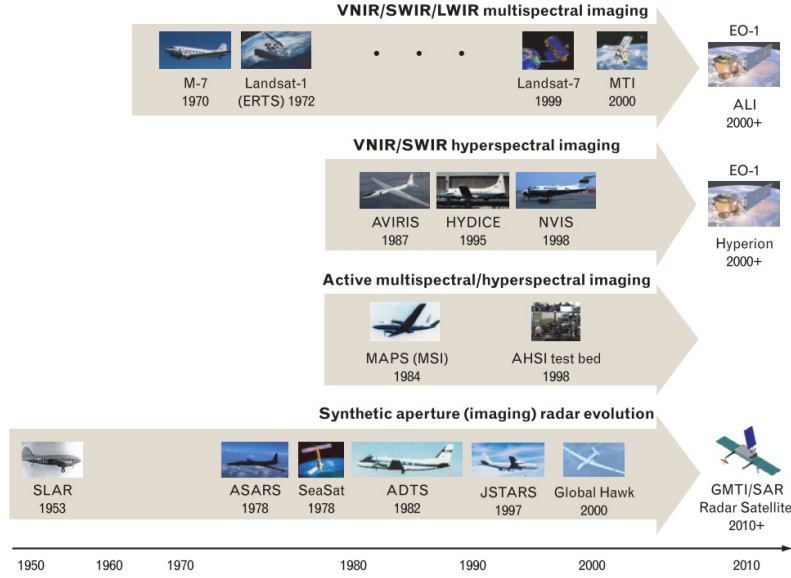 VNIR/SWIR/LWIR multispectral imaging
M-7
1970
Landsat-1
(ERTS) 1972
Landsat-7
1999
MTI
2000
EO-1
ALI
2000+
VNIR/SWIR hyperspectral imaging
AVIRIS
1987
HYDICE
1995
NVIS
1998
EO-1
Hyperion
2000+
Active multispectral/hyperspectral imaging
MAPS (MSI)
1984
AHSI test bed
1998
Synthetic aperture (imaging) radar evolution
SLAR
1953
ASARS
1978
SeaSat
1978
ADTS
1982
JSTARS
1997
Global Hawk
2000
GMTI/SAR
Radar Satellite
2010+
1950 1960 1970 1980 1990 2000 2010